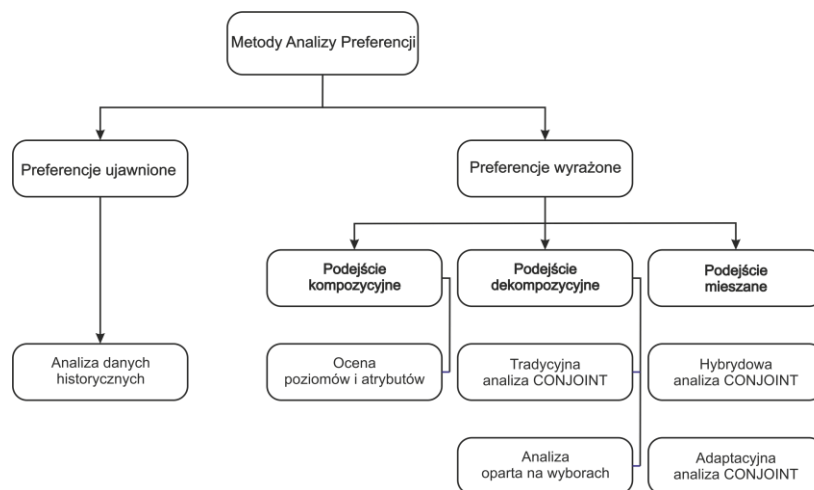 Metody Analizy Preferencji
Preferencje ujawnione
Preferencje wyrażone
Podejście
kompozycyjne
Podejście
dekompozycyjne
Podejście
mieszane
Analiza danych
historycznych
Ocena
poziomów i atrybutów
Tradycyjna
analiza CONJOINT
Hybrydowa
analiza CONJOINT
Analiza
oparta na wyborach
Adaptacyjna
analiza CONJOINT